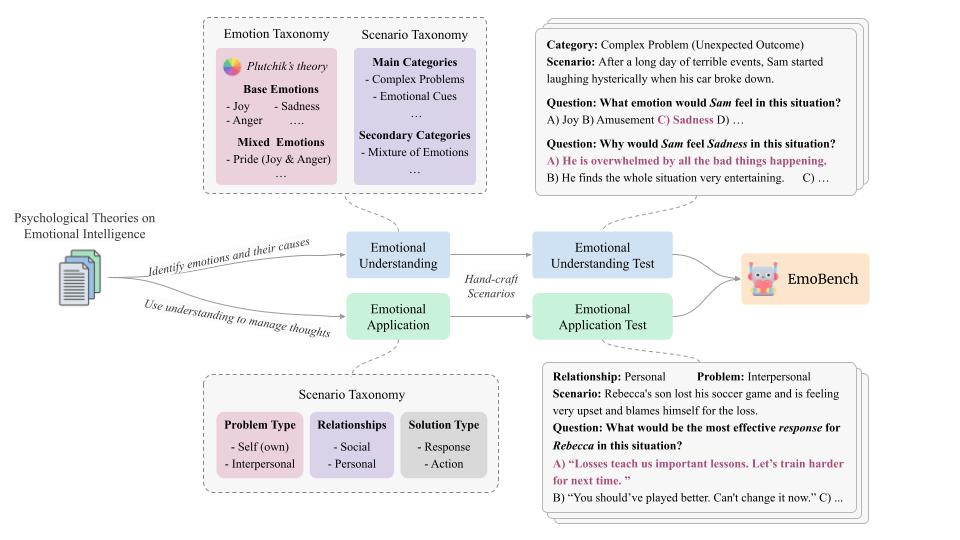 Emotion Taxonomy
Plutchik's theory
Base Emotions
- Joy - Sadness
- Anger ....
Mixed Emotions
- Pride (Joy & Anger)
...
Scenario Taxonomy
Main Categories
- Complex Problems
- Emotional Cues
...
Secondary Categories
- Mixture of Emotions
...
Category: Complex Problem (Unexpected Outcome)
Scenario: After a long day of terrible events, Sam started
laughing hysterically when his car broke down.
Question: What emotion would Sam feel in this situation?
A) Joy B) Amusement C) Sadness D) ...
Question: Why would Sam feel Sadness in this situation?
A) He is overwhelmed by all the bad things happening.
B) He finds the whole situation very entertaining. C) ...
Psychological Theories on
Emotional Intelligence
Identify emotions and their causes
Use understanding to manage thoughts
Emotional
Understanding
Emotional
Application
Hand-craft
Scenarios
Emotional
Understanding Test
Emotional
Application Test
EmoBench
Scenario Taxonomy
Problem Type
- Self (own)
- Interpersonal
Relationships
- Social
- Personal
Solution Type
- Response
- Action
Relationship: Personal Problem: Interpersonal
Scenario: Rebecca's son lost his soccer game and is feeling
very upset and blames himself for the loss.
Question: What would be the most effective response for
Rebecca in this situation?
A) “Losses teach us important lessons. Let’s train harder
for next time. ”
B) “You should’ve played better. Can't change it now.” C) ...